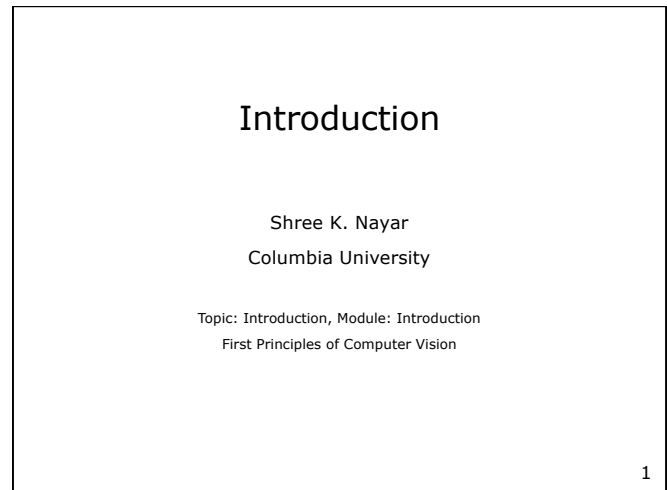 Introduction
Shree K. Nayar
Columbia University
Topic: Introduction, Module: Introduction
First Principles of Computer Vision
1